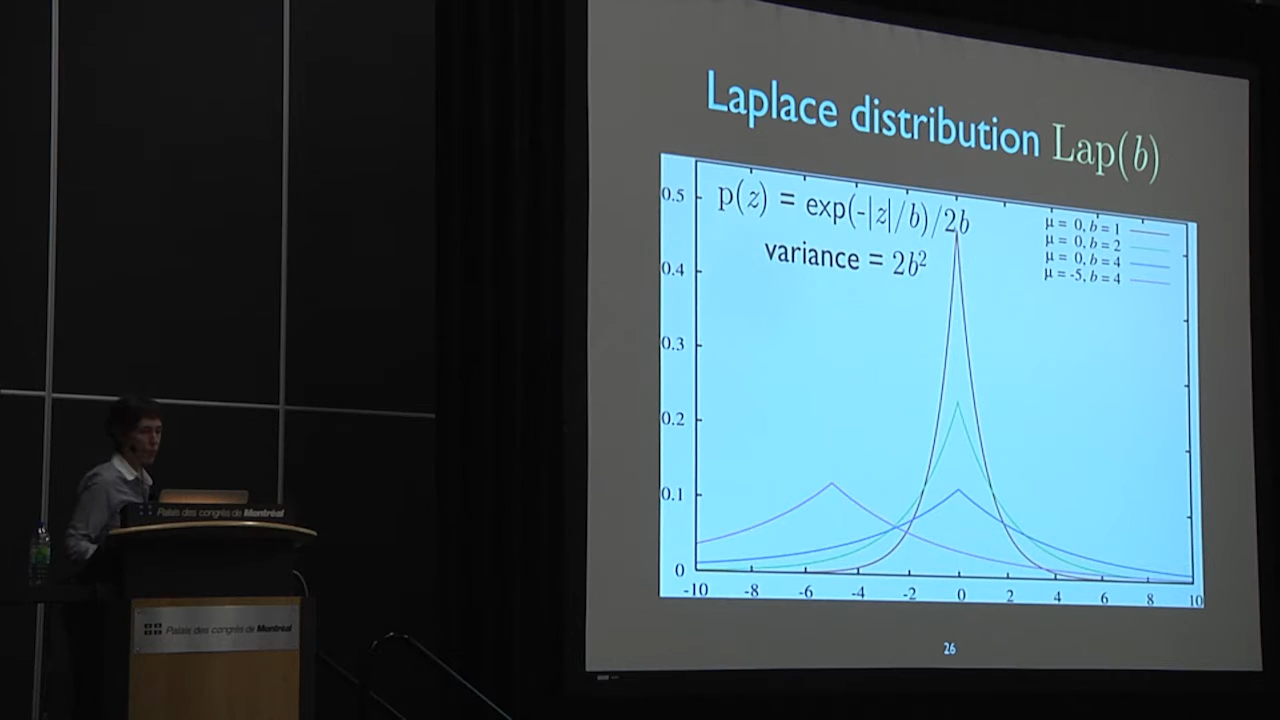 Laplace distribution Lap(b)
p(z) = exp(-|z|/b)/2b
variance = 2b²
μ = 0, b = 1
μ = 0, b = 2
μ = 0, b = 4
μ = -5, b = 4
0.5
0.4
0.3
0.2
0.1
0
-10 -8 -6 -4 -2 0 2 4 6 8 10
26
Palais des congrès de Montréal
Palais des congrès de Montréal